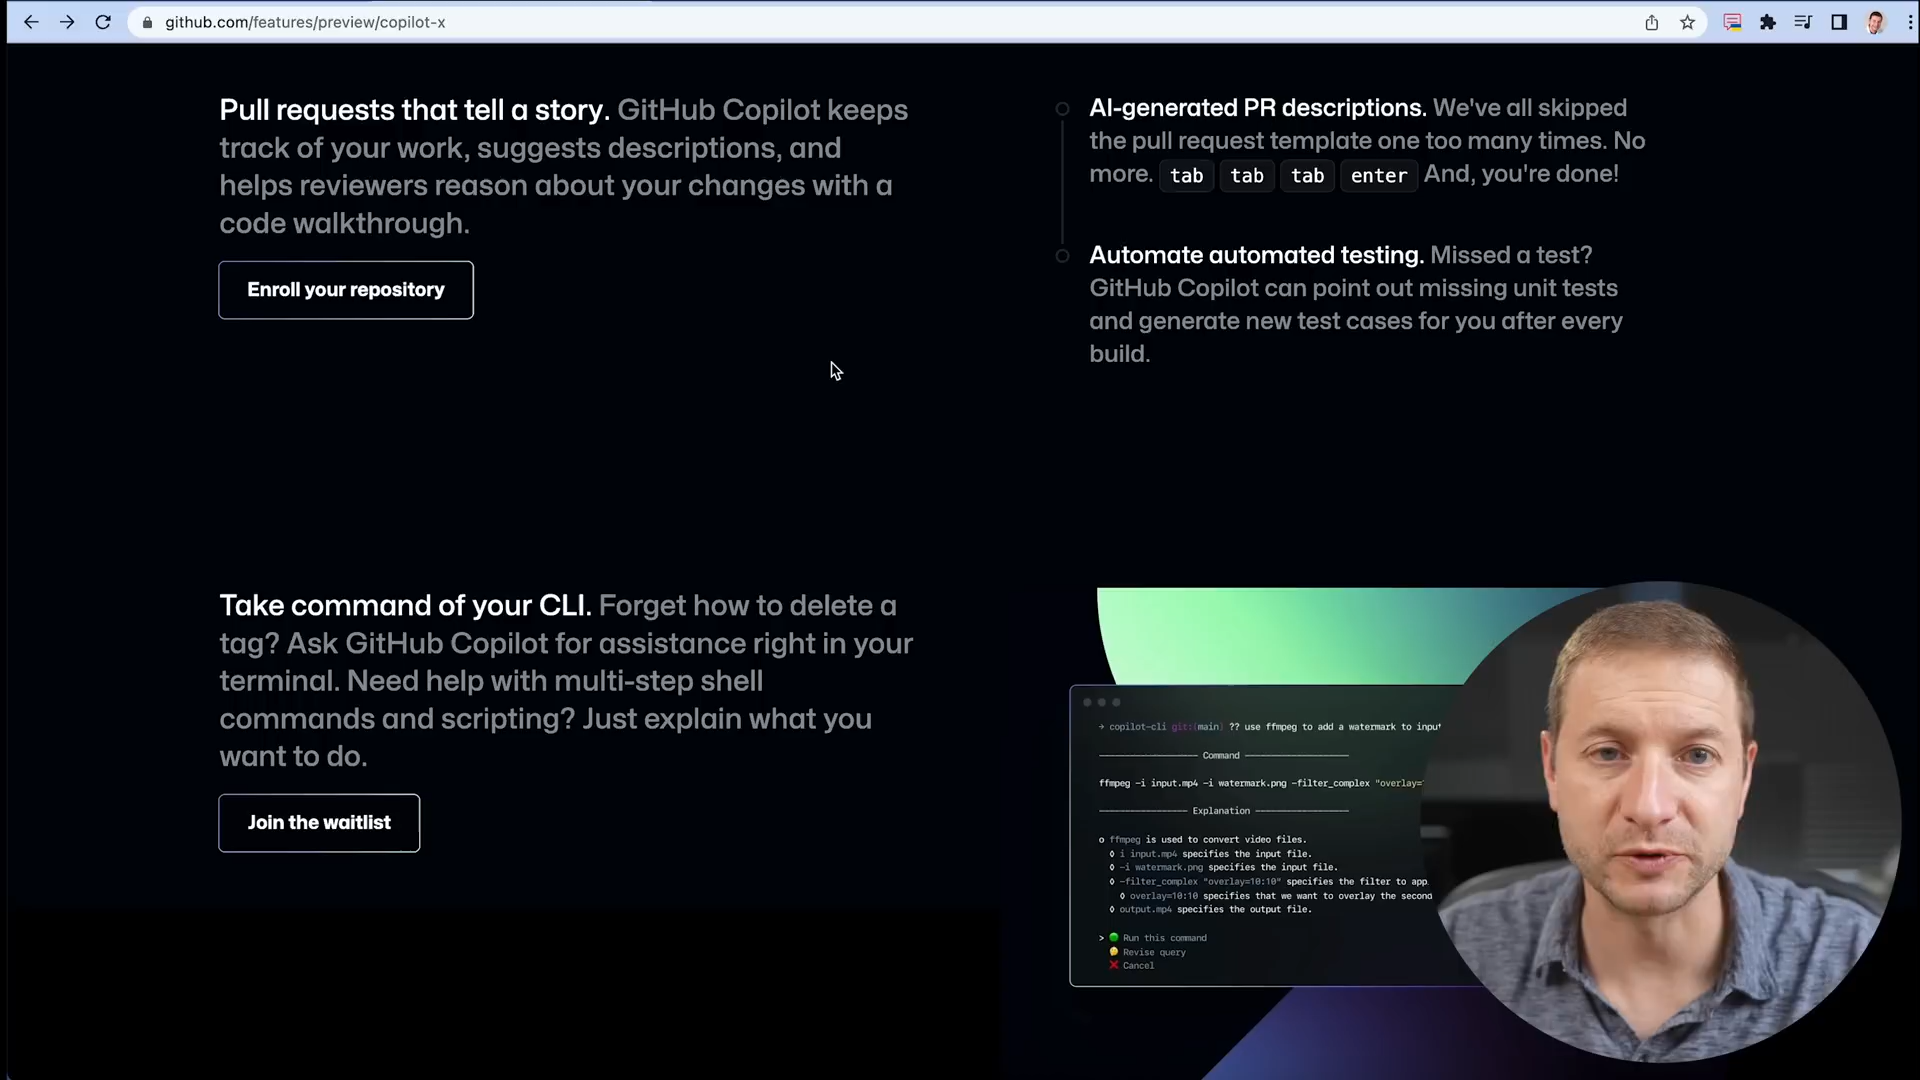 github.com/features/preview/copilot-x
Pull requests that tell a story. GitHub Copilot keeps
track of your work, suggests descriptions, and
helps reviewers reason about your changes with a
code walkthrough.
Enroll your repository
AI-generated PR descriptions. We've all skipped
the pull request template one too many times. No
more. tab tab tab enter And, you're done!
Automate automated testing. Missed a test?
GitHub Copilot can point out missing unit tests
and generate new test cases for you after every
build.
Take command of your CLI. Forget how to delete a
tag? Ask GitHub Copilot for assistance right in your
terminal. Need help with multi-step shell
commands and scripting? Just explain what you
want to do.
Join the waitlist
→ copilot-cli git:(main) ?? use ffmpeg to add a watermark to input
Command
ffmpeg -i input.mp4 -i watermark.png -filter_complex "overlay=
Explanation
o ffmpeg is used to convert video files.
◊ i input.mp4 specifies the input file.
◊ -i watermark.png specifies the input file.
◊ -filter_complex "overlay=10:10" specifies the filter to app
◊ overlay=10:10 specifies that we want to overlay the second
◊ output.mp4 specifies the output file.
> Run this command
Revise query
Cancel